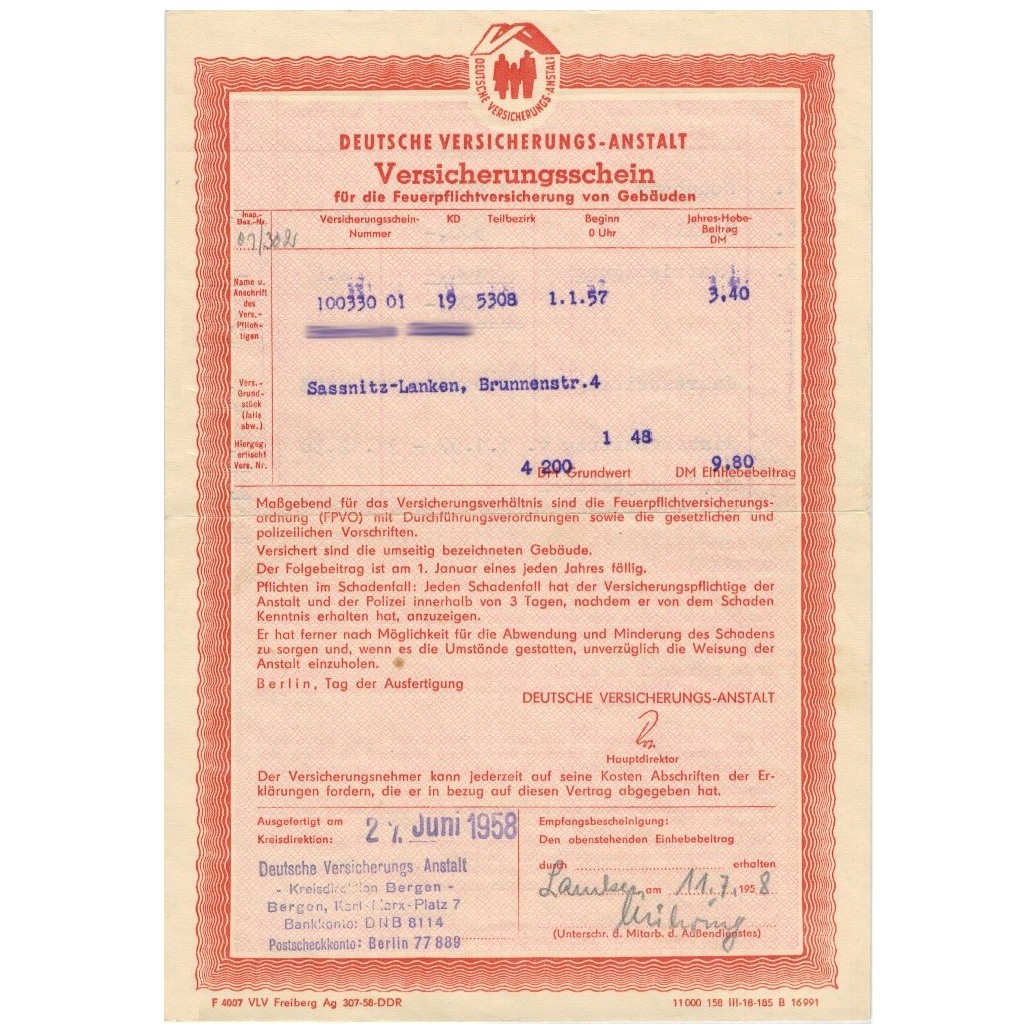 DEUTSCHE VERSICHERUNGS-ANSTALT
DEUTSCHE VERSICHERUNGS-ANSTALT
Versicherungsschein
für die Feuerpflichtversicherung von Gebäuden
Insp.-
Bez.-Nr.
Versicherungsschein-
Nummer
KD
Teilbezirk
Beginn
0 Uhr
Jahres-Hebe-
Beitrag
DM
Name u.
Anschrift
des
Vers.-
Pflich-
tigen
100330 01 19 5308 1.1.57 3,40
Vers.-
Grund-
stück
(falls
abw.)
Sassnitz-Lanken, Brunnenstr.4
Hiergeg.
erlischt
Vers. Nr.
1 48
4 200 DM Grundwert DM 9,80 Einhebebeitrag
Maßgebend für das Versicherungsverhältnis sind die Feuerpflichtversicherungs-
ordnung (FPVO) mit Durchführungsverordnungen sowie die gesetzlichen und
polizeilichen Vorschriften.
Versichert sind die umseitig bezeichneten Gebäude.
Der Folgebeitrag ist am 1. Januar eines jeden Jahres fällig.
Pflichten im Schadenfall: Jeden Schadenfall hat der Versicherungspflichtige der
Anstalt und der Polizei innerhalb von 3 Tagen, nachdem er von dem Schaden
Kenntnis erhalten hat, anzuzeigen.
Er hat ferner nach Möglichkeit für die Abwendung und Minderung des Schadens
zu sorgen und, wenn es die Umstände gestatten, unverzüglich die Weisung der
Anstalt einzuholen.
Berlin, Tag der Ausfertigung
DEUTSCHE VERSICHERUNGS-ANSTALT
Hauptdirektor
Der Versicherungsnehmer kann jederzeit auf seine Kosten Abschriften der Er-
klärungen fordern, die er in bezug auf diesen Vertrag abgegeben hat.
Ausgefertigt am
Kreisdirektion:
27. Juni 1958
Deutsche Versicherungs-Anstalt
- Kreisdirektion Bergen -
Bergen, Karl-Marx-Platz 7
Bankkonto: DNB 8114
Postscheckkonto: Berlin 77 889
Empfangsbescheinigung:
Den obenstehenden Einhebebeitrag
durch erhalten
am 11.7. 1958
(Unterschr. d. Mitarb. d. Außendienstes)
F 4007 VLV Freiberg Ag 307-58-DDR
11000 158 III-18-185 B 16991